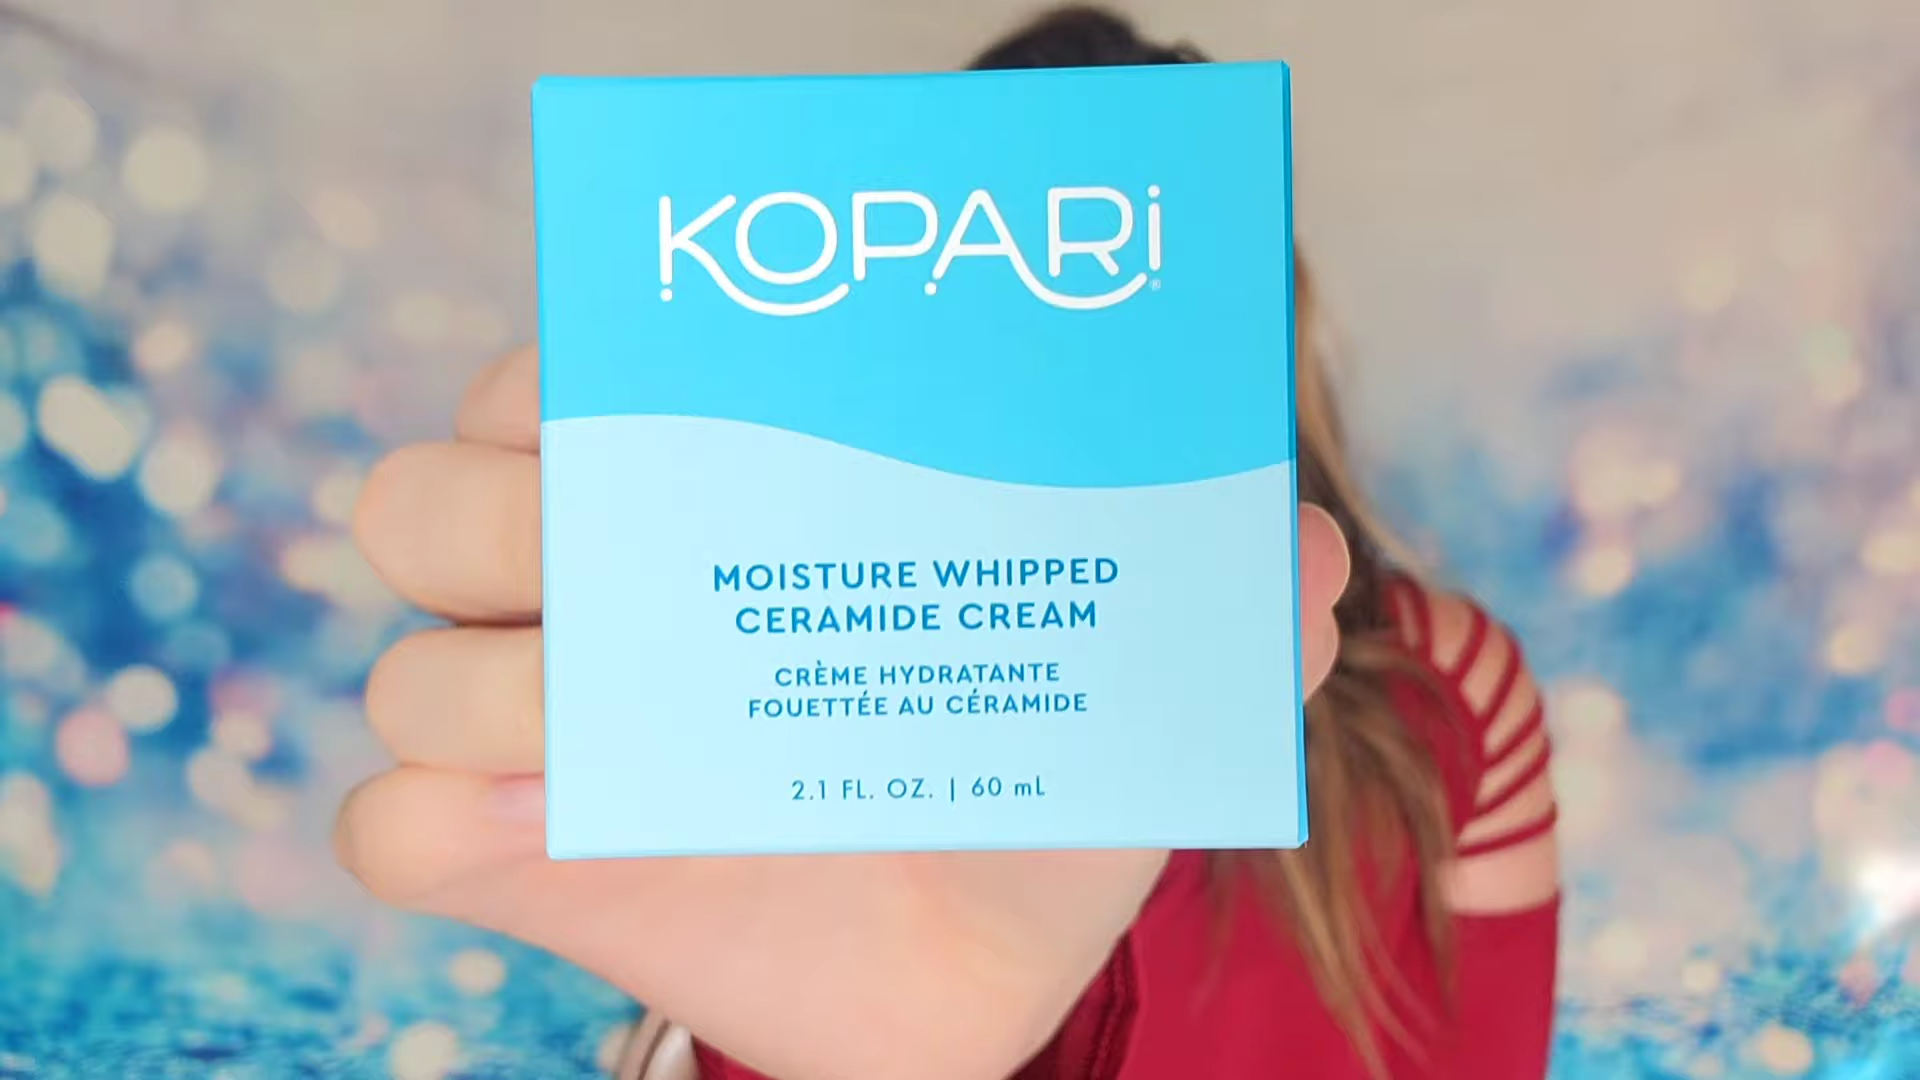 KOPARi®
MOISTURE WHIPPED
CERAMIDE CREAM
CRÈME HYDRATANTE
FOUETTÉE AU CÉRAMIDE
2.1 FL. OZ. | 60 mL